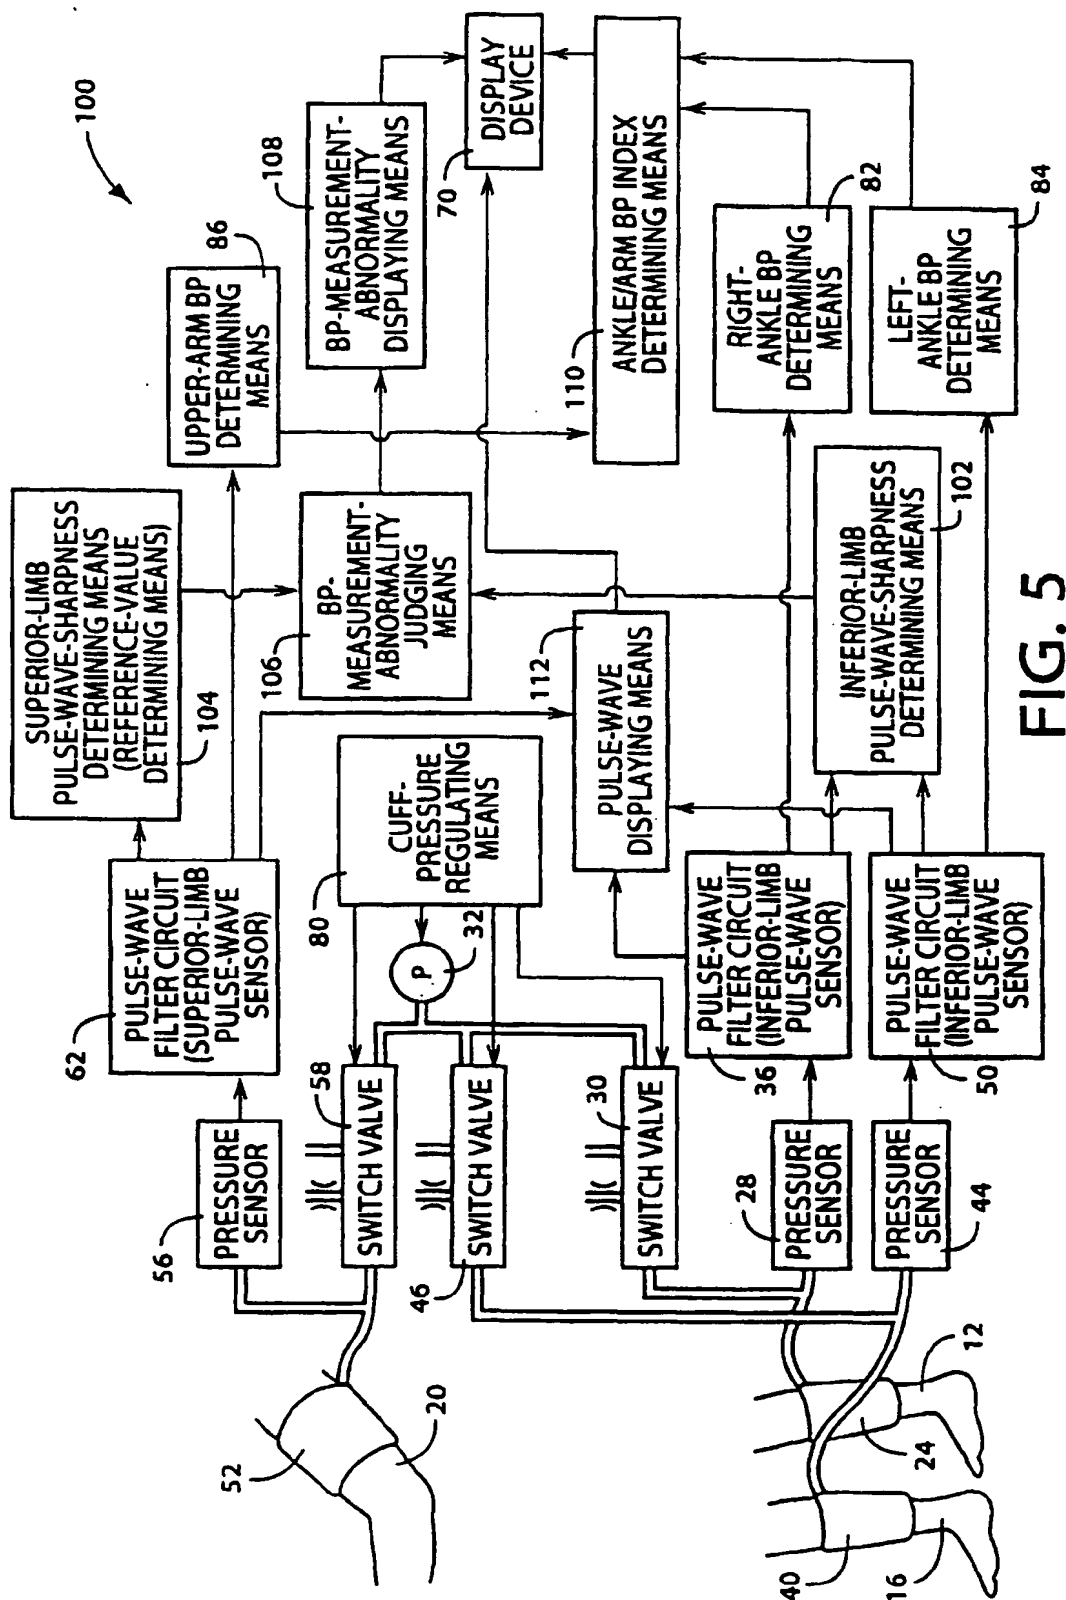 100
SUPERIOR-LIMB
PULSE-WAVE-SHARPNESS
DETERMINING MEANS
(REFERENCE-VALUE
DETERMINING MEANS)
104
UPPER-ARM BP
DETERMINING
MEANS
86
PULSE-WAVE
FILTER CIRCUIT
(SUPERIOR-LIMB
PULSE-WAVE
SENSOR)
62
PRESSURE
SENSOR
56
BP-
MEASUREMENT-
ABNORMALITY
JUDGING
MEANS
106
BP-MEASUREMENT-
ABNORMALITY
DISPLAYING MEANS
108
DISPLAY
DEVICE
70
CUFF-
PRESSURE
REGULATING
MEANS
80
P
32
SWITCH VALVE
58
SWITCH VALVE
46
SWITCH VALVE
30
PULSE-WAVE
DISPLAYING MEANS
112
ANKLE/ARM BP INDEX
DETERMINING MEANS
110
RIGHT-
ANKLE BP
DETERMINING
MEANS
82
LEFT-
ANKLE BP
DETERMINING
MEANS
84
INFERIOR-LIMB
PULSE-WAVE-SHARPNESS
DETERMINING MEANS
102
PULSE-WAVE
FILTER CIRCUIT
(INFERIOR-LIMB
PULSE-WAVE
SENSOR)
36
PULSE-WAVE
FILTER CIRCUIT
(INFERIOR-LIMB
PULSE-WAVE
SENSOR)
50
PRESSURE
SENSOR
28
PRESSURE
SENSOR
44
52
20
12
24
40
16
FIG. 5